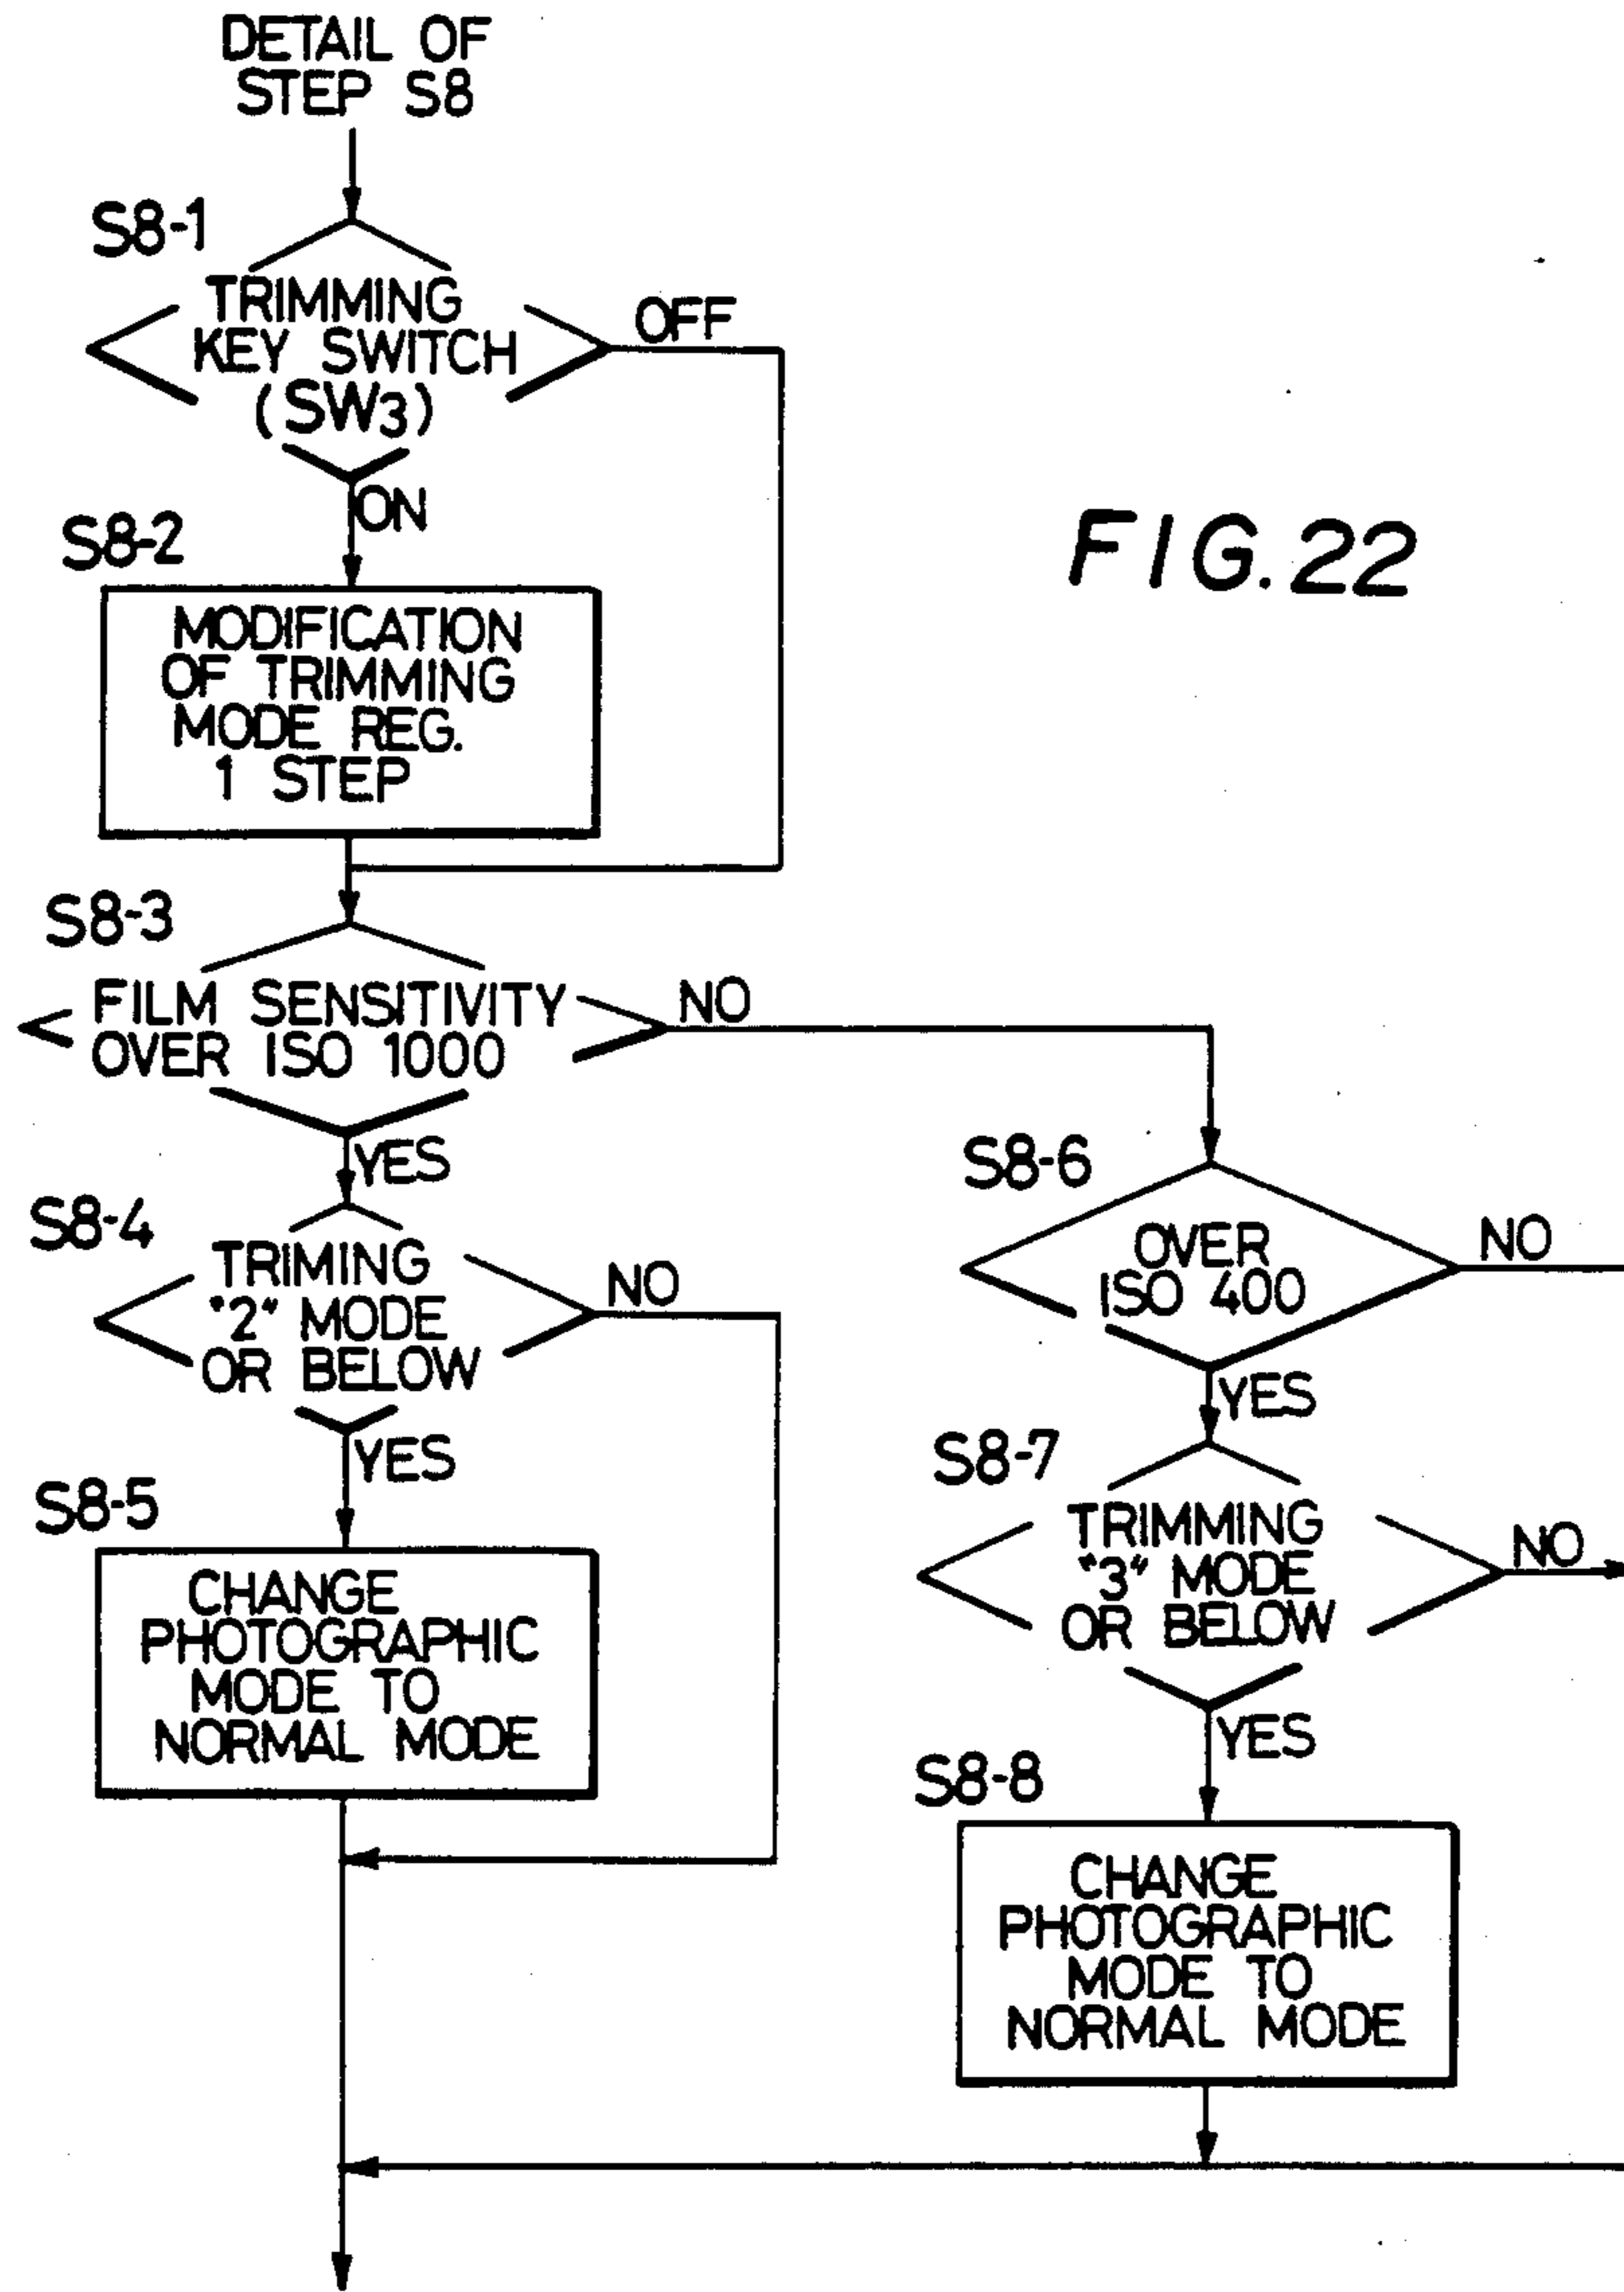 DETAIL OF
STEP S8
S8-1
TRIMMING
KEY SWITCH
(SW3)
OFF
ON
S8-2
MODIFICATION
OF TRIMMING
MODE REG.
1 STEP
FIG.22
S8-3
FILM SENSITIVITY
OVER ISO 1000
NO
YES
S8-4
TRIMING
"2" MODE
OR BELOW
NO
YES
S8-5
CHANGE
PHOTOGRAPHIC
MODE TO
NORMAL MODE
S8-6
OVER
ISO 400
NO
YES
S8-7
TRIMMING
"3" MODE
OR BELOW
NO
YES
S8-8
CHANGE
PHOTOGRAPHIC
MODE TO
NORMAL MODE